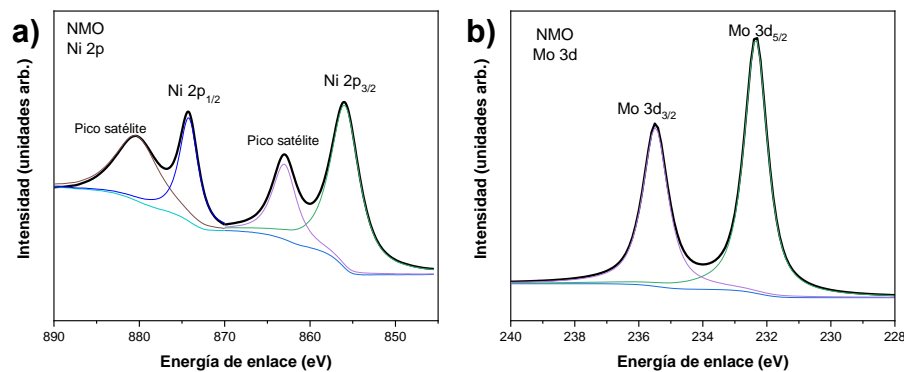 a)
NMO
Ni 2p
Pico satélite
Ni 2p1/2
Pico satélite
Ni 2p3/2
Intensidad (unidades arb.)
890 880 870 860 850
Energía de enlace (eV)
b)
NMO
Mo 3d
Mo 3d5/2
Mo 3d3/2
Intensidad (unidades arb.)
240 238 236 234 232 230 228
Energía de enlace (eV)